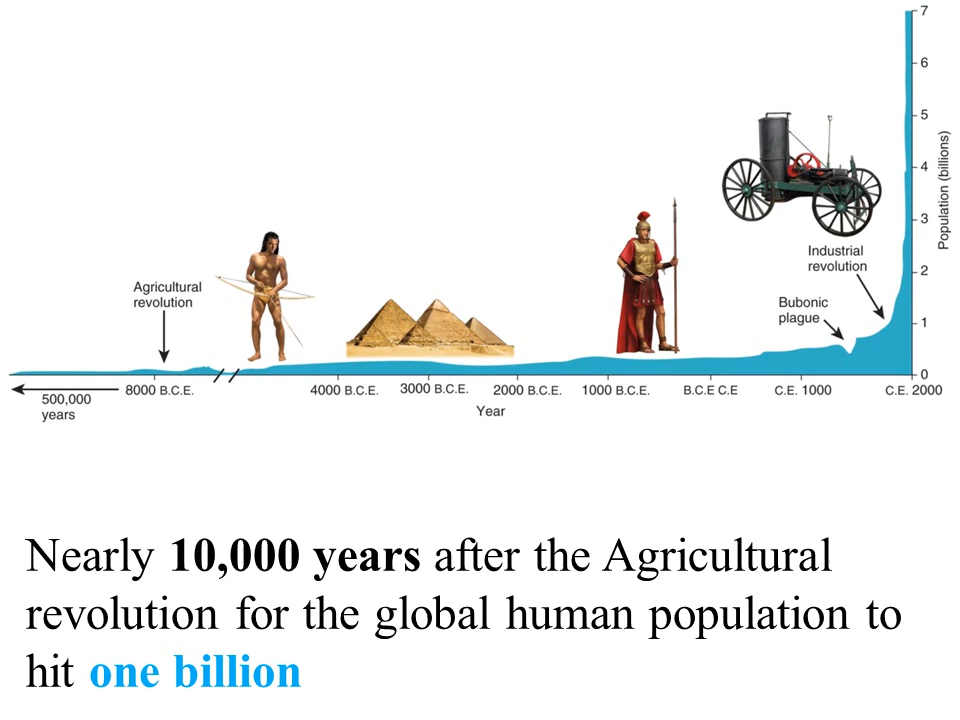 7
6
5
4
3
2
1
0
Population (billions)
Industrial
revolution
Bubonic
plague
Agricultural
revolution
500,000
years
8000 B.C.E.
4000 B.C.E.
3000 B.C.E.
2000 B.C.E.
1000 B.C.E.
B.C.E C.E
C.E. 1000
C.E. 2000
Year
Nearly 10,000 years after the Agricultural
revolution for the global human population to
hit one billion